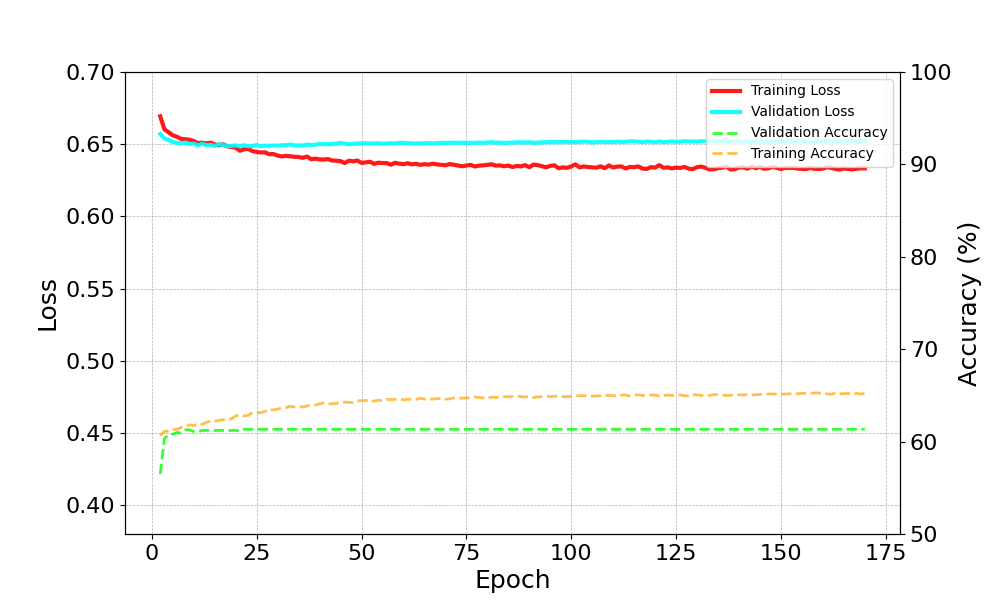 0.70
0.65
0.60
0.55
0.50
0.45
0.40
Loss
100
90
80
70
60
50
Accuracy (%)
Training Loss
Validation Loss
Validation Accuracy
Training Accuracy
0 25 50 75 100 125 150 175
Epoch